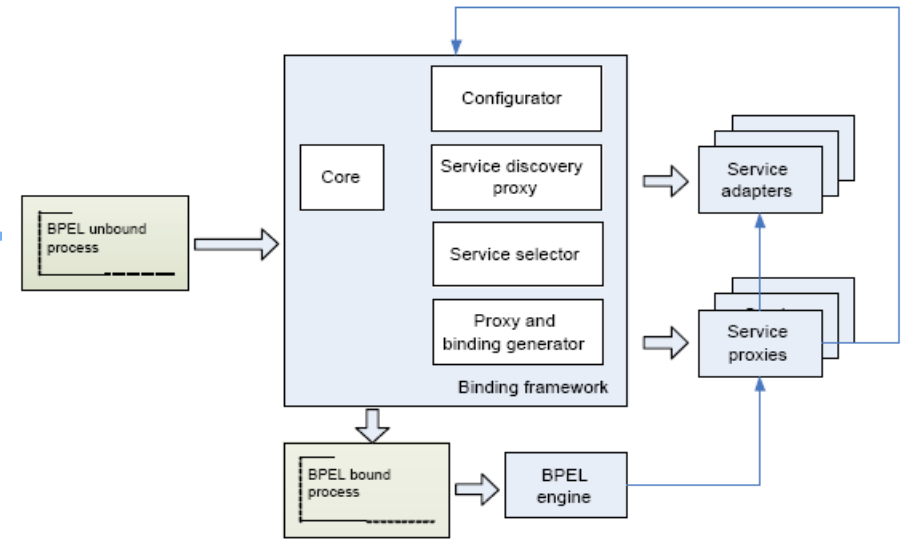 Configurator
Core
Service discovery
proxy
Service
adapters
BPEL unbound
process
Service selector
Proxy and
binding generator
Service
proxies
Binding framework
BPEL bound
process
BPEL
engine